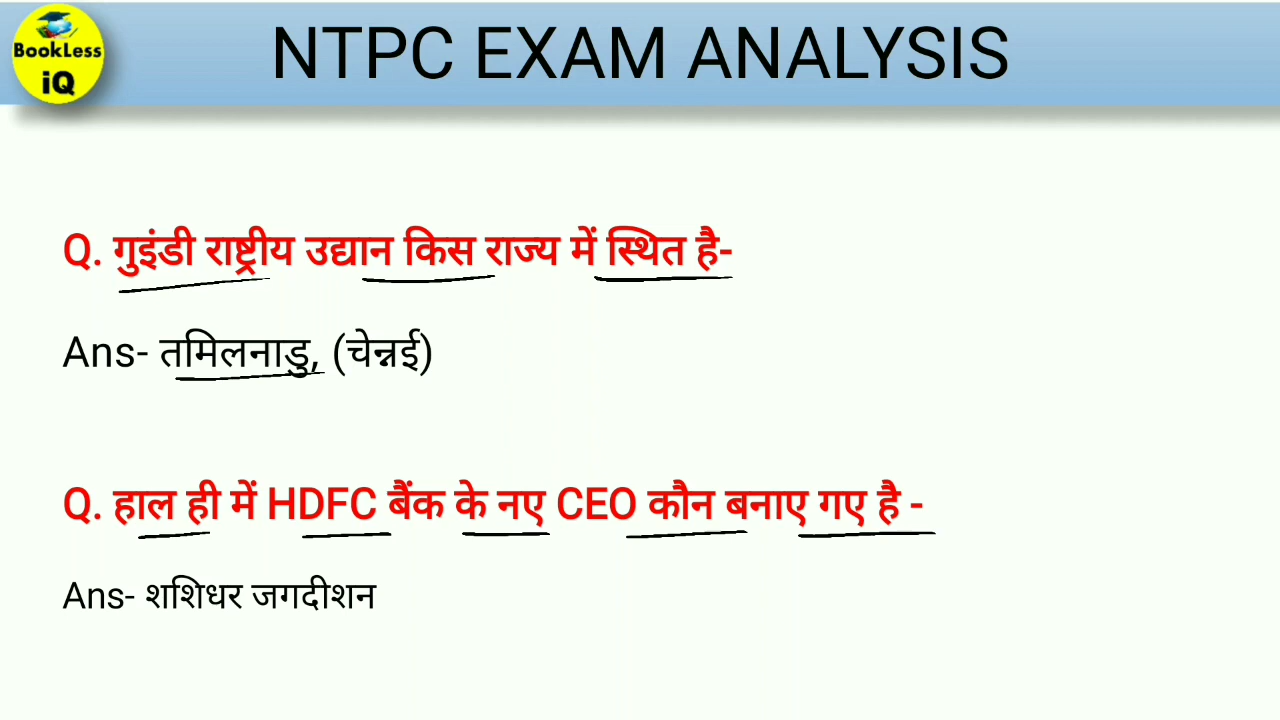 BookLess
iQ
NTPC EXAM ANALYSIS
Q. गुइंडी राष्ट्रीय उद्यान किस राज्य में स्थित है-
Ans- तमिलनाडु, (चेन्नई)
Q. हाल ही में HDFC बैंक के नए CEO कौन बनाए गए है -
Ans- शशिधर जगदीशन